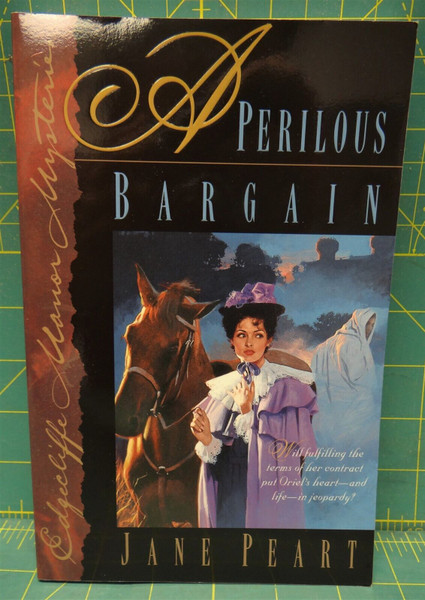 A PERILOUS
BARGAIN
Edgecliffe Manor Mysteries
Will fulfilling the
terms of her contract
put Oriel's heart—and
life—in jeopardy?
JANE PEART